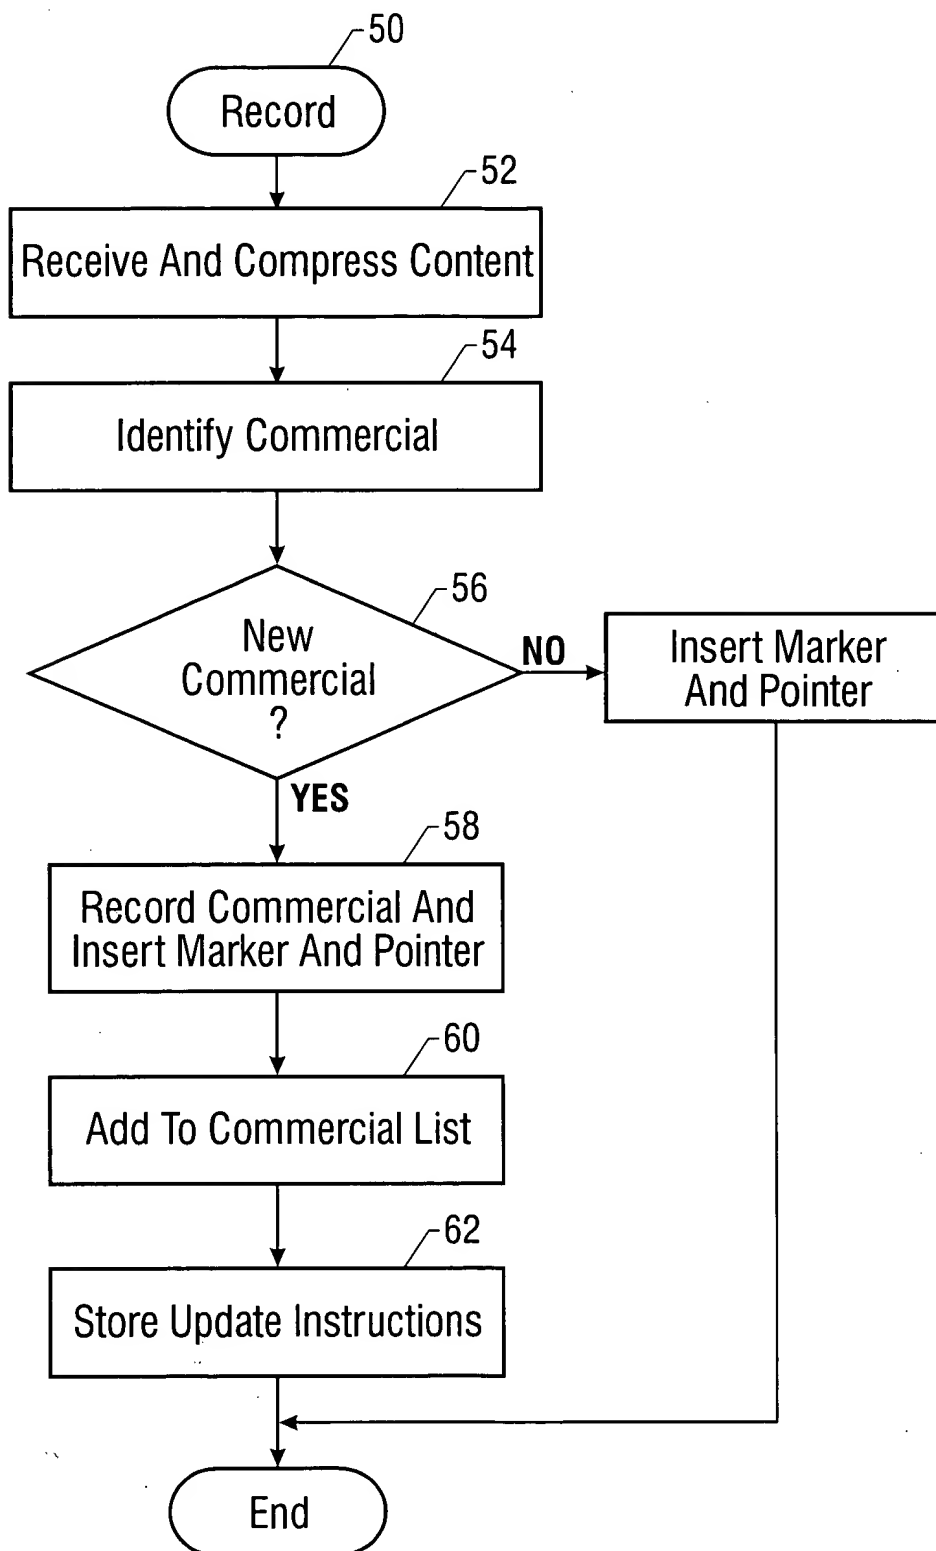 50
Record
52
Receive And Compress Content
54
Identify Commercial
56
New
Commercial
?
NO
Insert Marker
And Pointer
YES
58
Record Commercial And
Insert Marker And Pointer
60
Add To Commercial List
62
Store Update Instructions
End